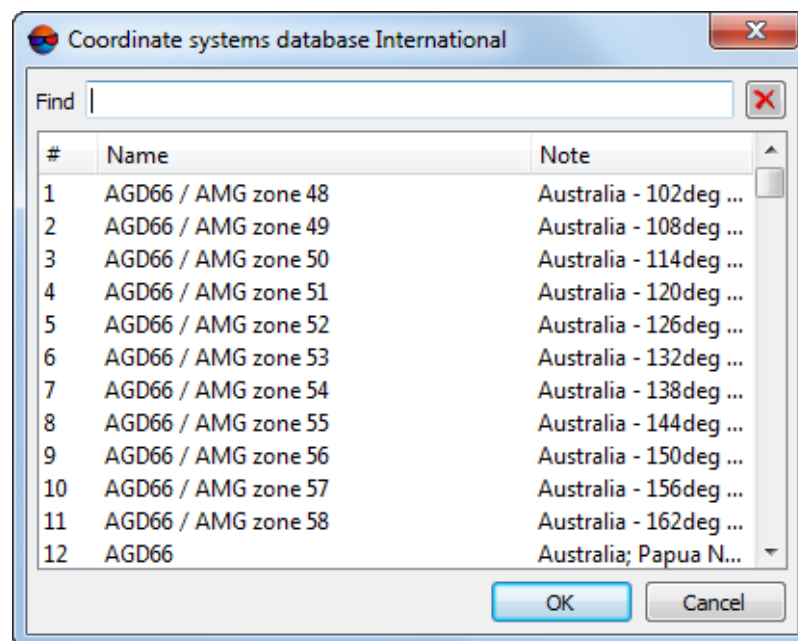 Coordinate systems database International
Find
# Name Note
1 AGD66 / AMG zone 48 Australia - 102deg ...
2 AGD66 / AMG zone 49 Australia - 108deg ...
3 AGD66 / AMG zone 50 Australia - 114deg ...
4 AGD66 / AMG zone 51 Australia - 120deg ...
5 AGD66 / AMG zone 52 Australia - 126deg ...
6 AGD66 / AMG zone 53 Australia - 132deg ...
7 AGD66 / AMG zone 54 Australia - 138deg ...
8 AGD66 / AMG zone 55 Australia - 144deg ...
9 AGD66 / AMG zone 56 Australia - 150deg ...
10 AGD66 / AMG zone 57 Australia - 156deg ...
11 AGD66 / AMG zone 58 Australia - 162deg ...
12 AGD66 Australia; Papua N...
OK Cancel